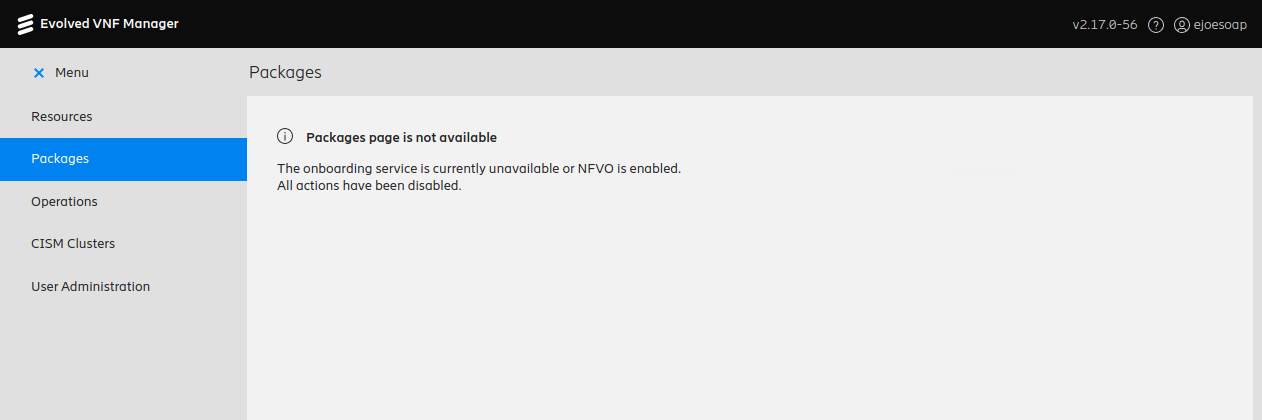 Evolved VNF Manager
v2.17.0-56
ejoesoap
Menu
Packages
Resources
Packages
Operations
CISM Clusters
User Administration
Packages page is not available
The onboarding service is currently unavailable or NFVO is enabled.
All actions have been disabled.